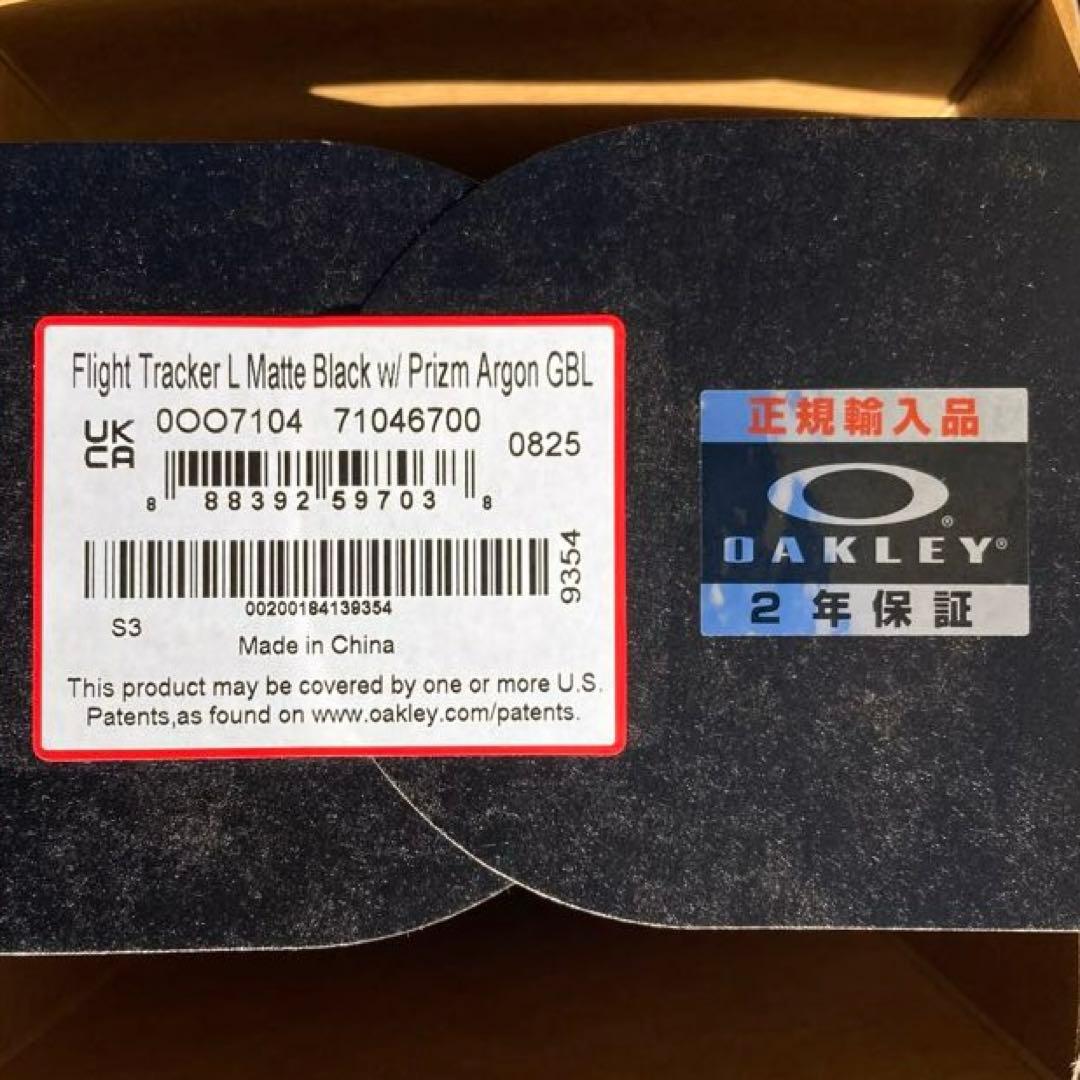 Flight Tracker L Matte Black w/ Prizm Argon GBL
UK
CA
0OO7104 71046700
0825
8 88392 59703 8
9354
00200184139354
S3
Made in China
This product may be covered by one or more U.S.
Patents,as found on www.oakley.com/patents.
正規輸入品
OAKLEY®
2年保証